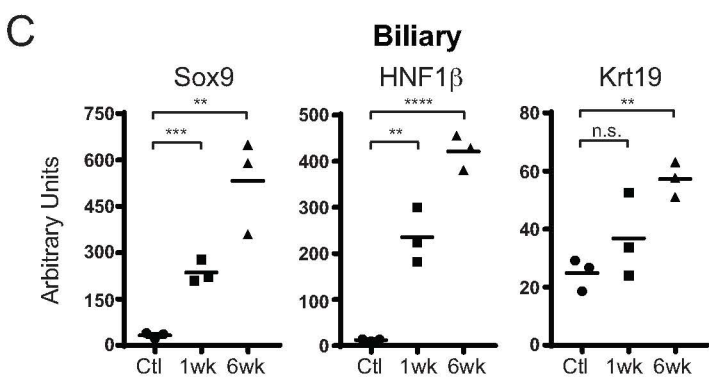 C
Biliary
Sox9
HNF1β
Krt19
Arbitrary Units
750
600
450
300
150
0
**
***
Ctl
1wk
6wk
500
400
300
200
100
0
****
**
Ctl
1wk
6wk
80
60
40
20
0
**
n.s.
Ctl
1wk
6wk